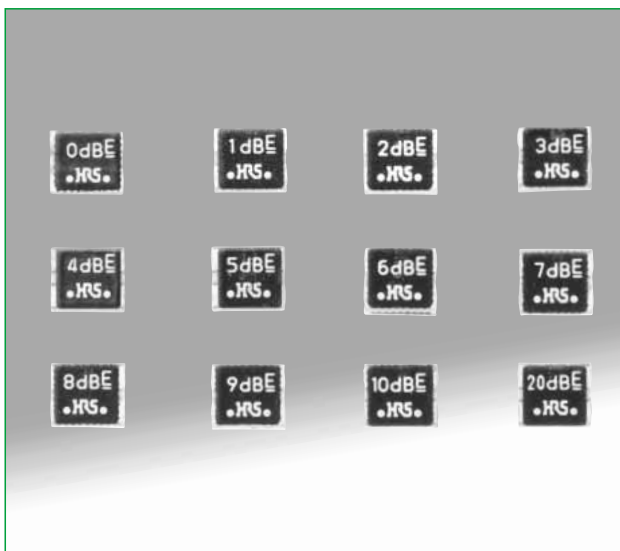 0dBE
•HRS•
1dBE
•HRS•
2dBE
•HRS•
3dBE
•HRS•
4dBE
•HRS•
5dBE
•HRS•
6dBE
•HRS•
7dBE
•HRS•
8dBE
•HRS•
9dBE
•HRS•
10dBE
•HRS•
20dBE
•HRS•